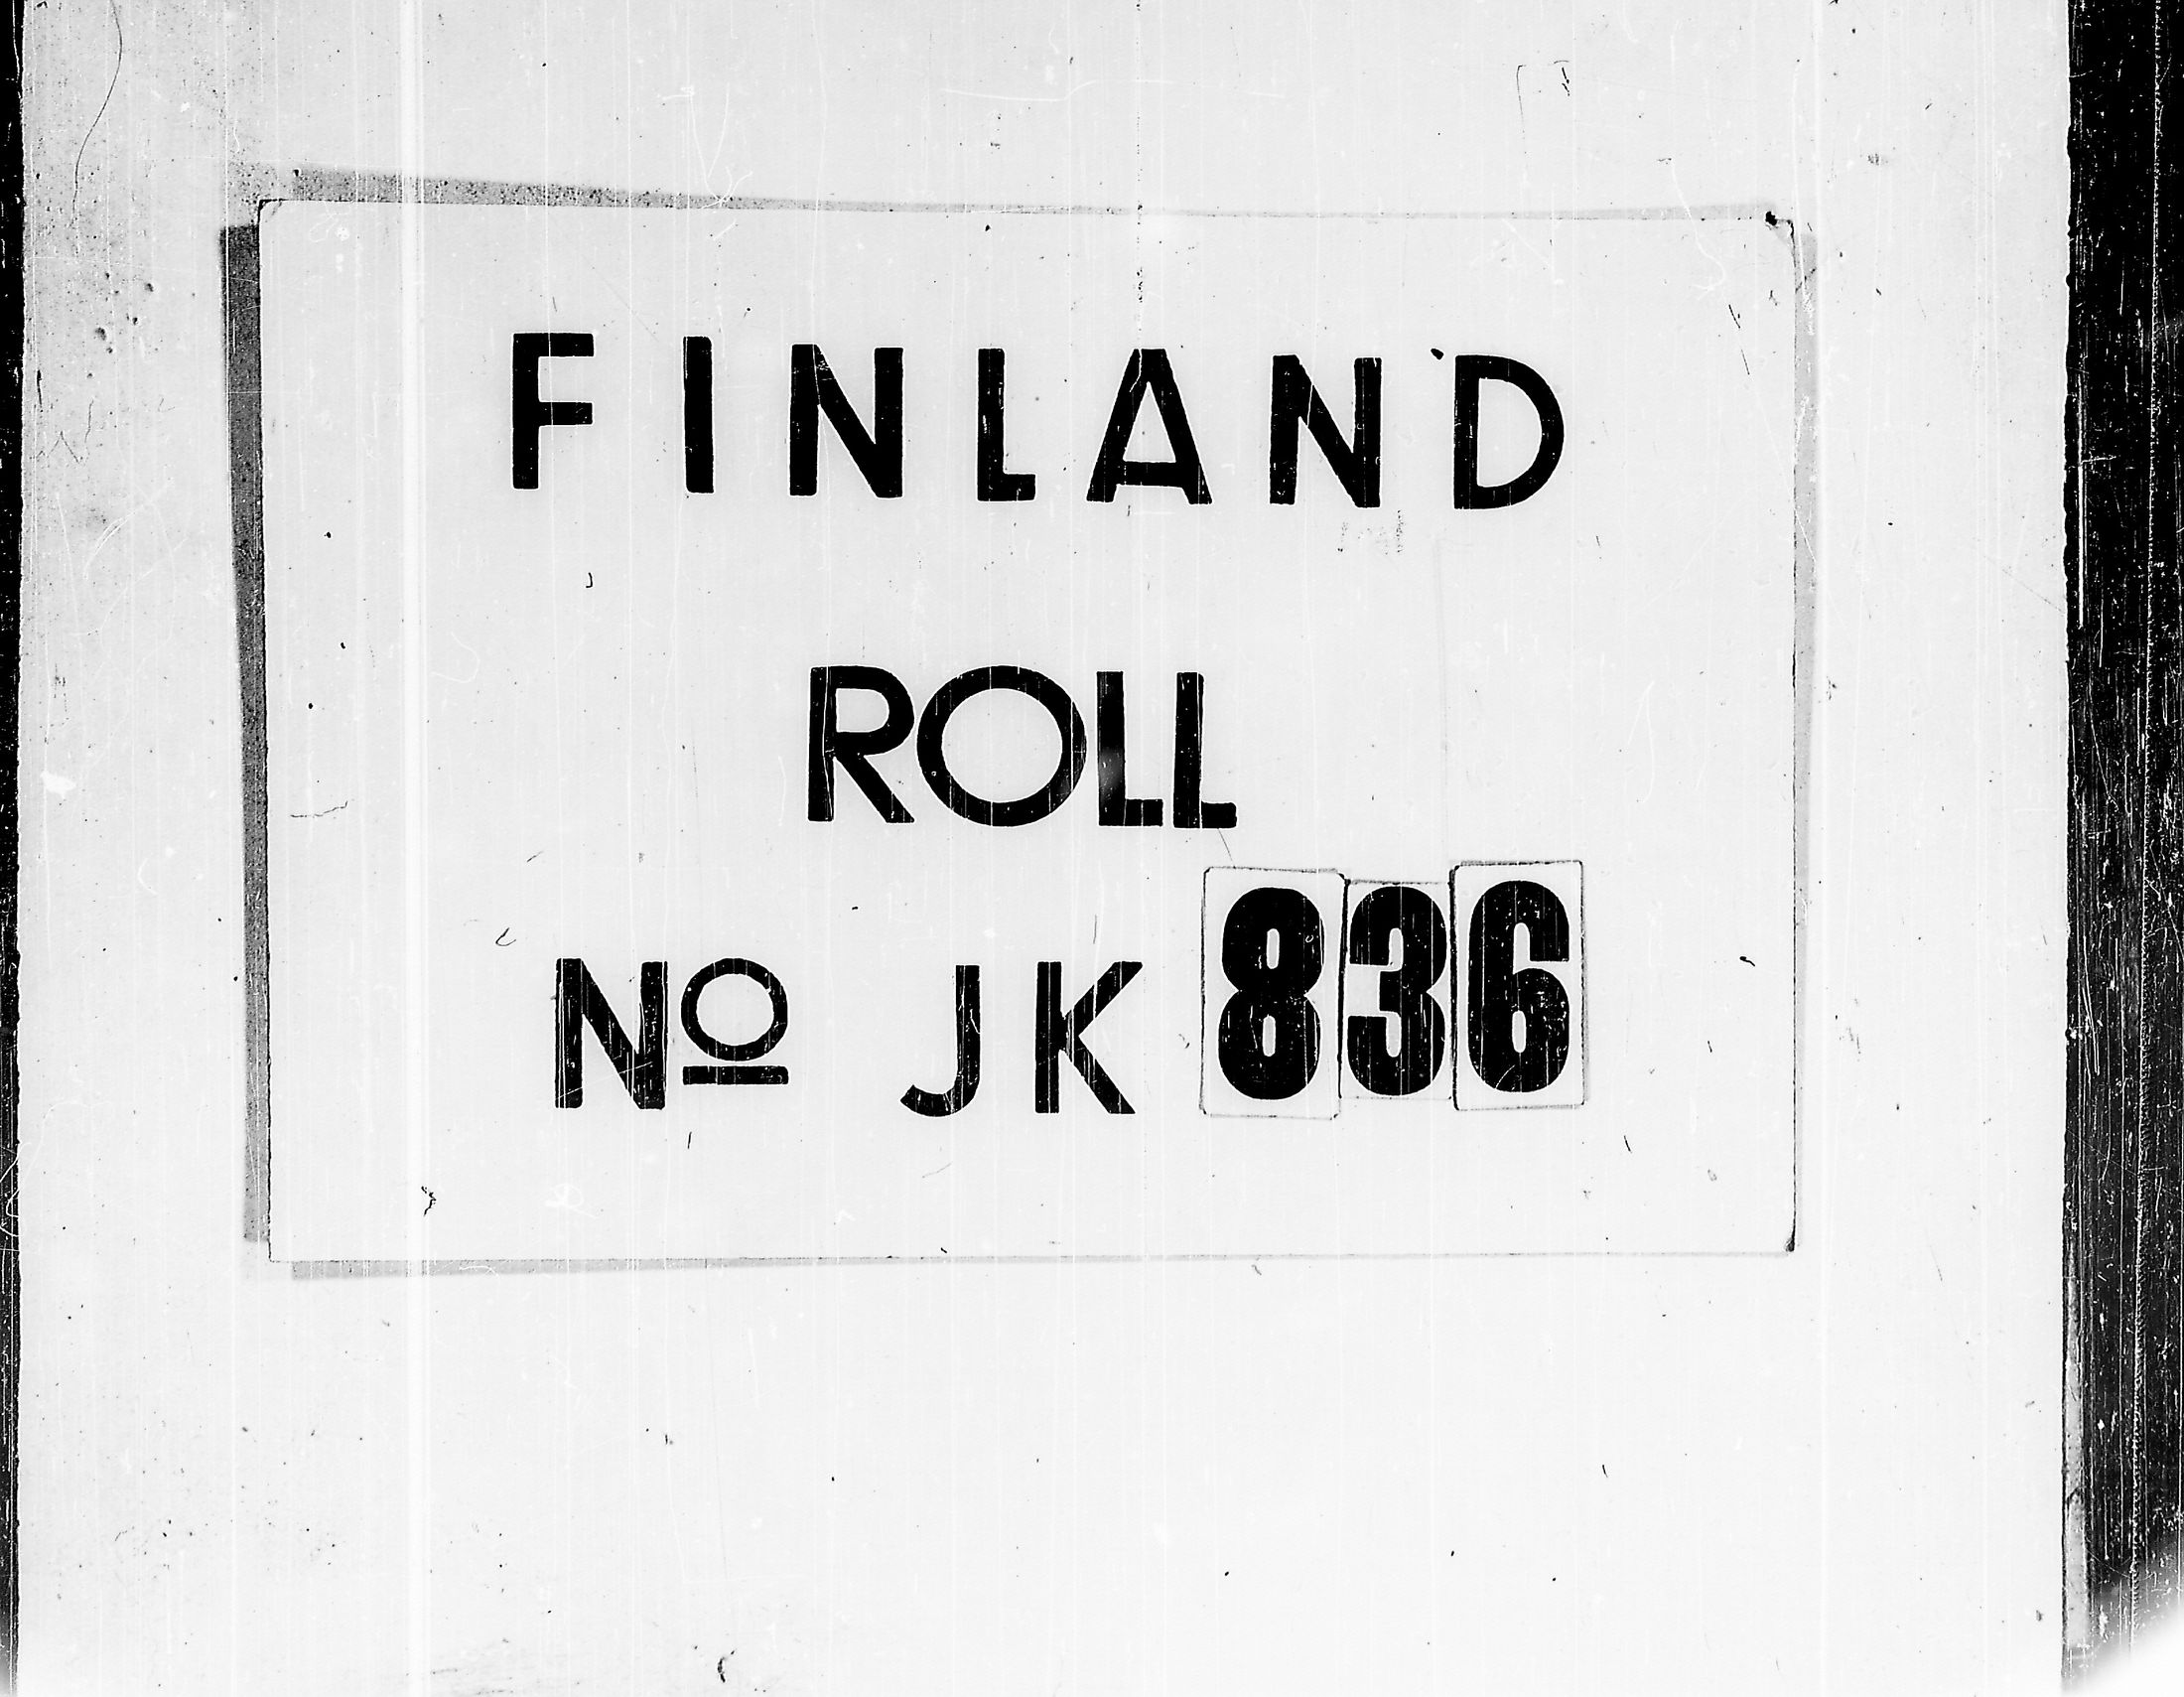 FINLAND
ROLL
Nº JK 836